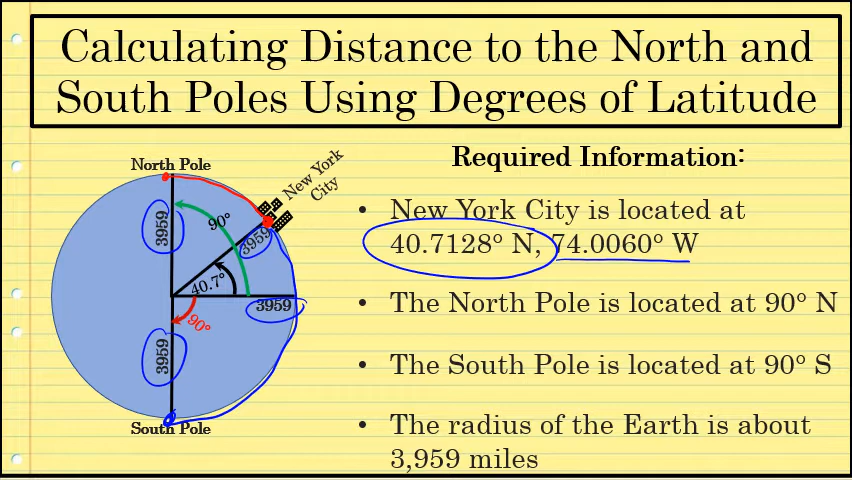 Calculating Distance to the North and
South Poles Using Degrees of Latitude
North Pole
New York
City
3959
90°
3959
40.7°
3959
90°
3959
South Pole
Required Information:
• New York City is located at
40.7128° N, 74.0060° W
• The North Pole is located at 90° N
• The South Pole is located at 90° S
• The radius of the Earth is about
3,959 miles